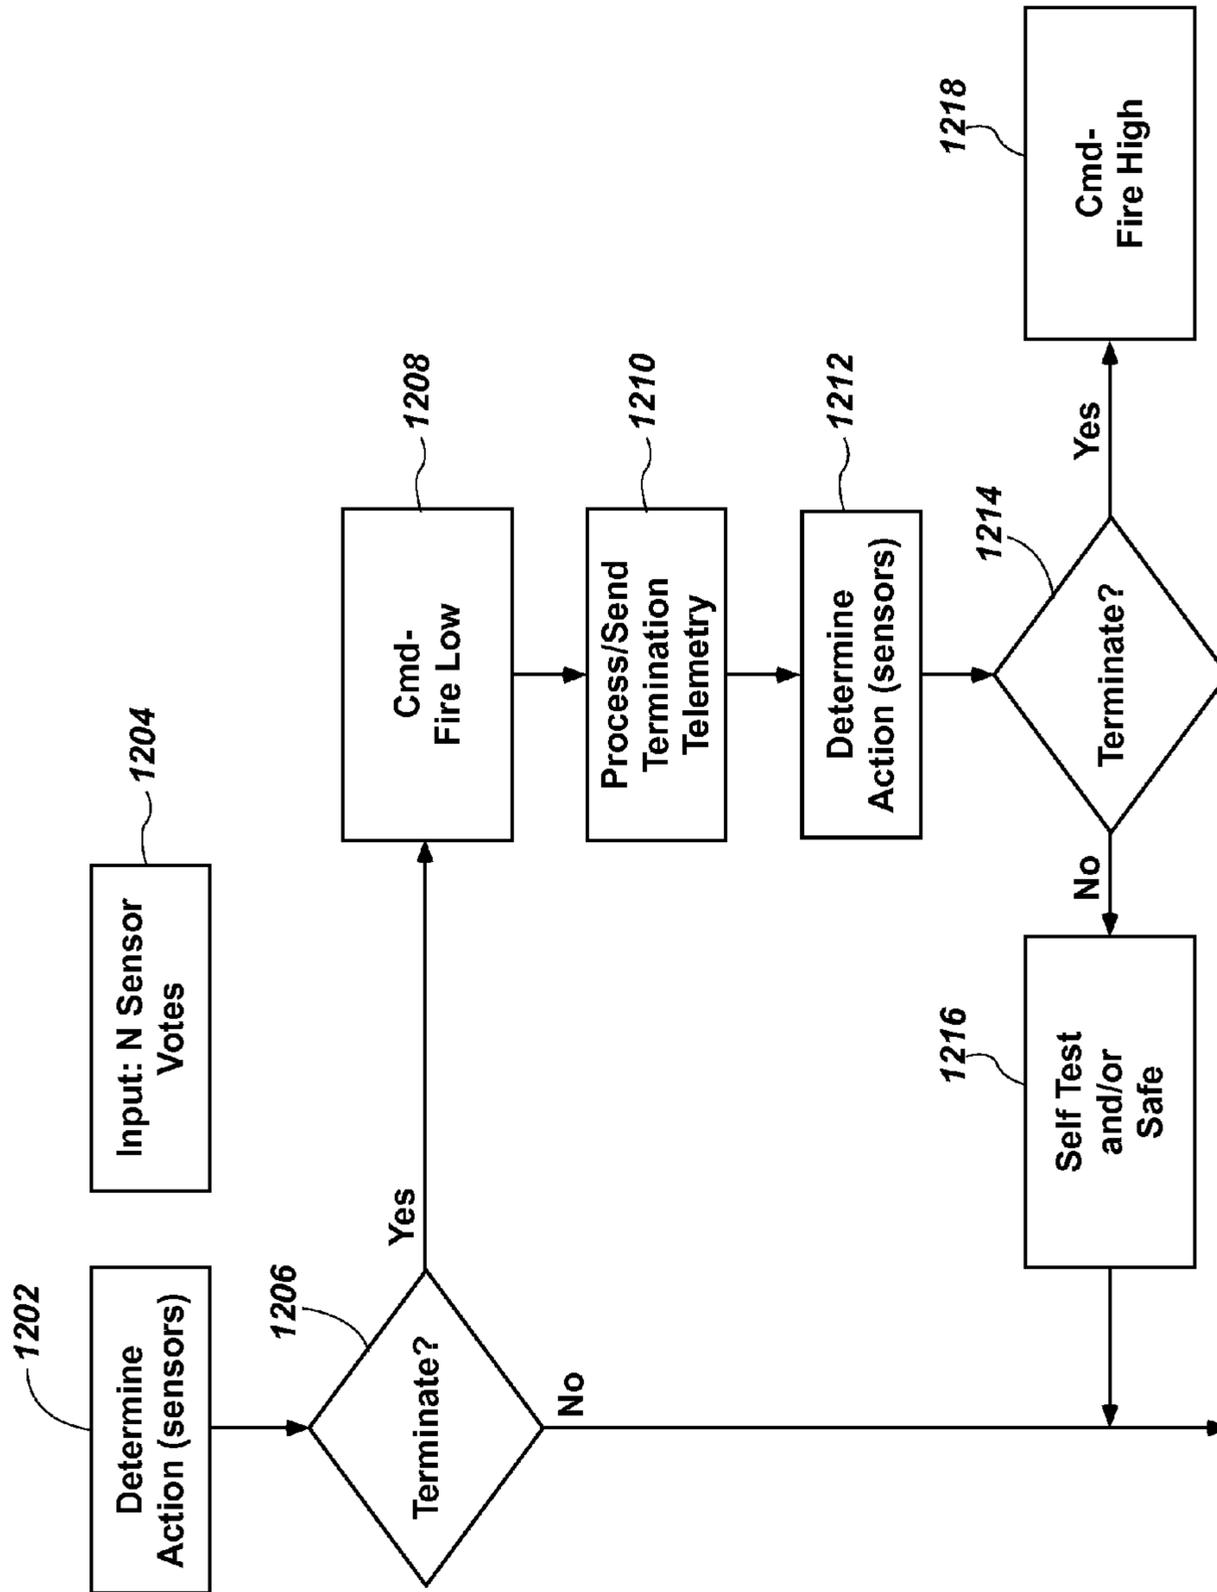 1202
Determine
Action (sensors)
1204
Input: N Sensor
Votes
1206
Terminate?
Yes
No
1208
Cmd-
Fire Low
1210
Process/Send
Termination
Telemetry
1212
Determine
Action (sensors)
1214
Terminate?
No
Yes
1216
Self Test
and/or
Safe
1218
Cmd-
Fire High